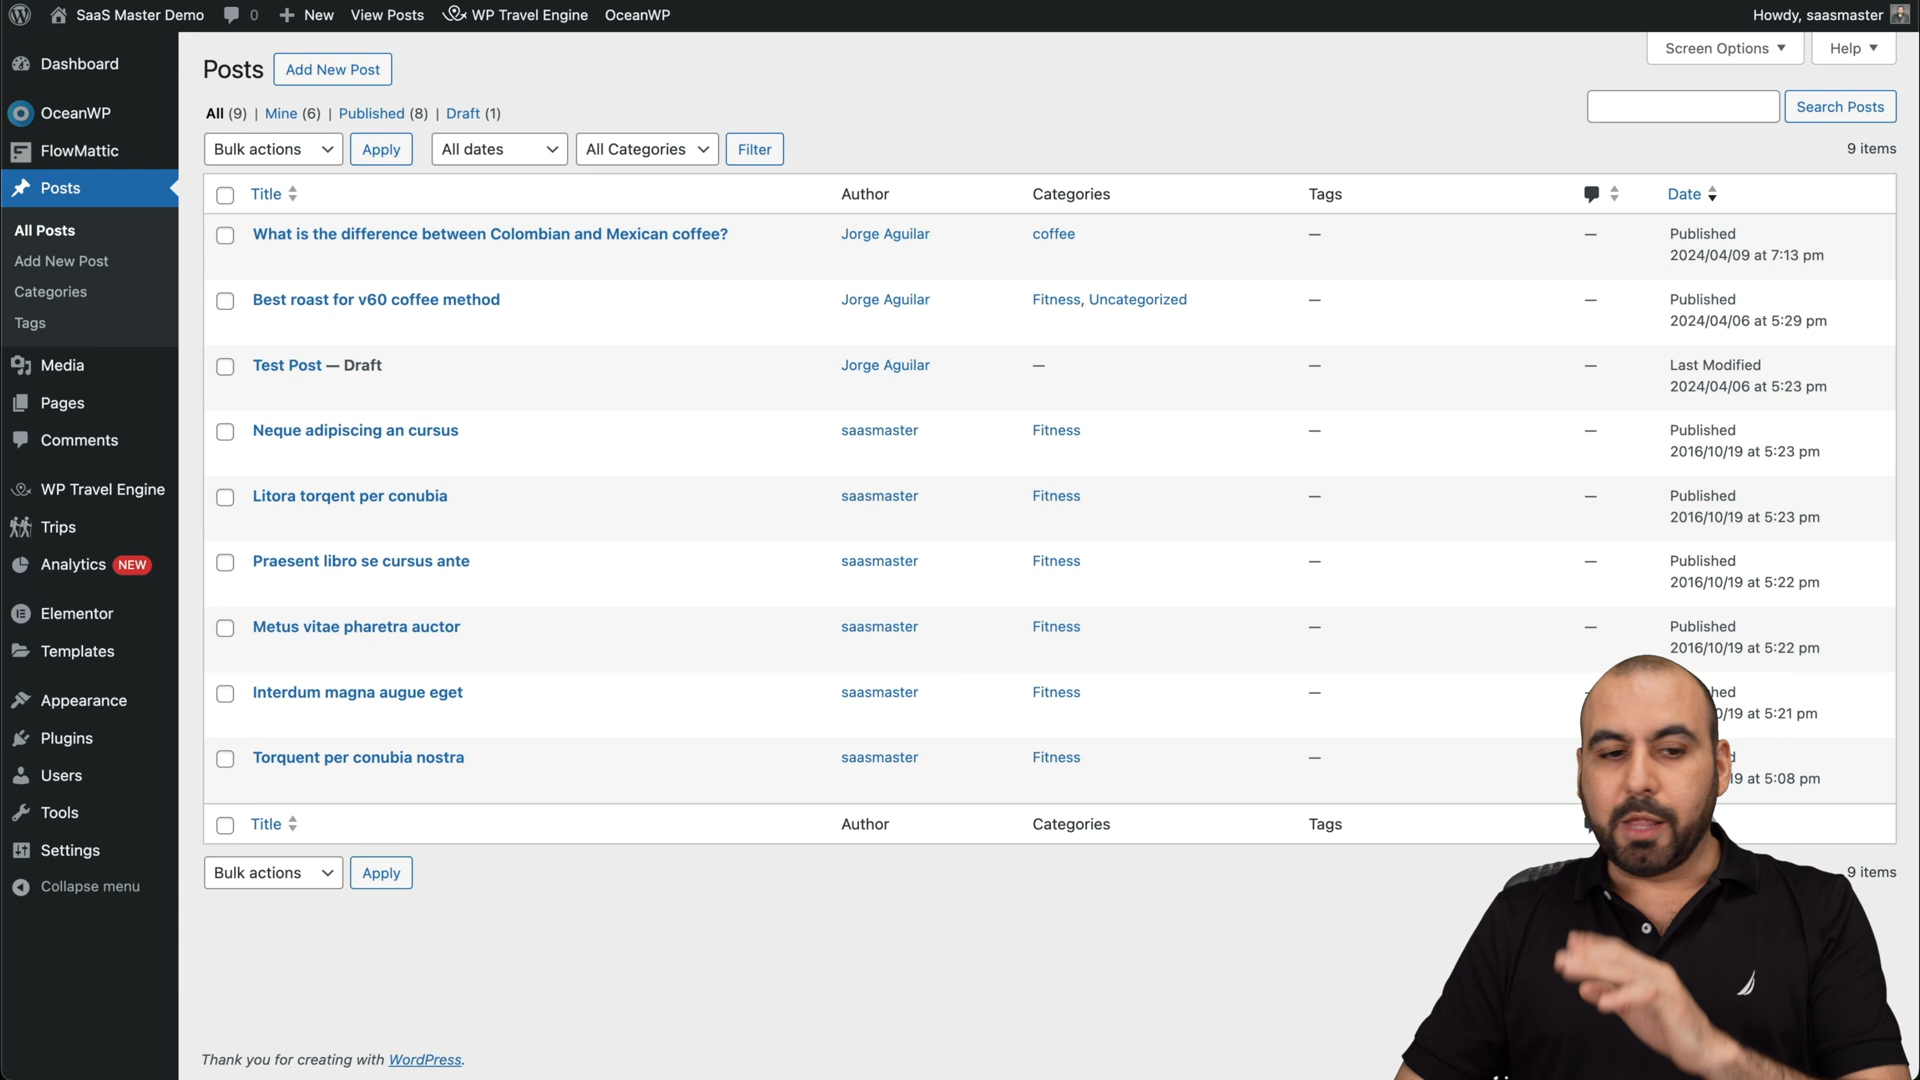 SaaS Master Demo 0 New View Posts WP Travel Engine OceanWP Howdy, saasmaster
Screen Options Help
Dashboard
OceanWP
FlowMattic
Posts
All Posts
Add New Post
Categories
Tags
Media
Pages
Comments
WP Travel Engine
Trips
Analytics NEW
Elementor
Templates
Appearance
Plugins
Users
Tools
Settings
Collapse menu
Posts Add New Post
All (9) | Mine (6) | Published (8) | Draft (1)
Search Posts
Bulk actions Apply All dates All Categories Filter 9 items
Title Author Categories Tags Date
What is the difference between Colombian and Mexican coffee? Jorge Aguilar coffee — — Published
2024/04/09 at 7:13 pm
Best roast for v60 coffee method Jorge Aguilar Fitness, Uncategorized — — Published
2024/04/06 at 5:29 pm
Test Post — Draft Jorge Aguilar — — — Last Modified
2024/04/06 at 5:23 pm
Neque adipiscing an cursus saasmaster Fitness — — Published
2016/10/19 at 5:23 pm
Litora torqent per conubia saasmaster Fitness — — Published
2016/10/19 at 5:23 pm
Praesent libro se cursus ante saasmaster Fitness — — Published
2016/10/19 at 5:22 pm
Metus vitae pharetra auctor saasmaster Fitness — — Published
2016/10/19 at 5:22 pm
Interdum magna augue eget saasmaster Fitness —
0/19 at 5:21 pm
Torquent per conubia nostra saasmaster Fitness —
19 at 5:08 pm
Title Author Categories Tags
Bulk actions Apply 9 items
Thank you for creating with WordPress.